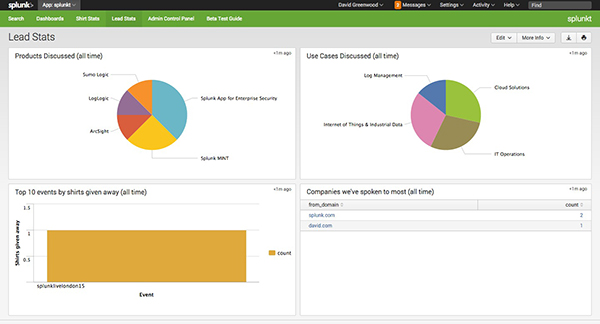 splunk> App: splunkt David Greenwood 2 Messages Settings Activity Help Find
Search Dashboards Shirt Stats Lead Stats Admin Control Panel Beta Test Guide splunkt
Lead Stats Edit More Info
Products Discussed (all time) <1m ago
Sumo Logic
LogLogic
ArcSight
Splunk App for Enterprise Security
Splunk MINT
Use Cases Discussed (all time) <1m ago
Log Management
Cloud Solutions
Internet of Things & Industrial Data
IT Operations
Top 10 events by shirts given away (all time) <1m ago
Shirts given away
1.5
1
0.5
splunklivelondon15
Event
count
Companies we've spoken to most (all time) <1m ago
from_domain count
splunk.com 2
david.com 1